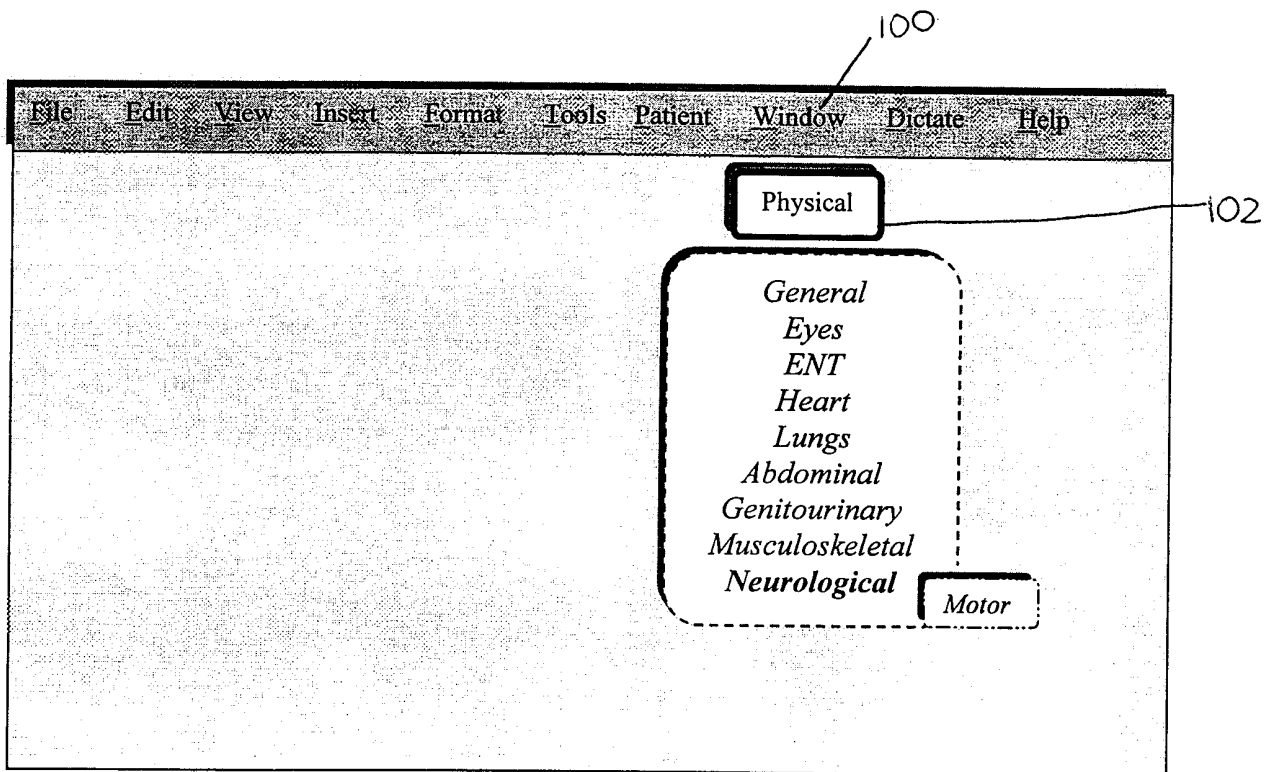 100
File Edit View Insert Format Tools Patient Window Dictate Help
Physical
102
General
Eyes
ENT
Heart
Lungs
Abdominal
Genitourinary
Musculoskeletal
Neurological
Motor